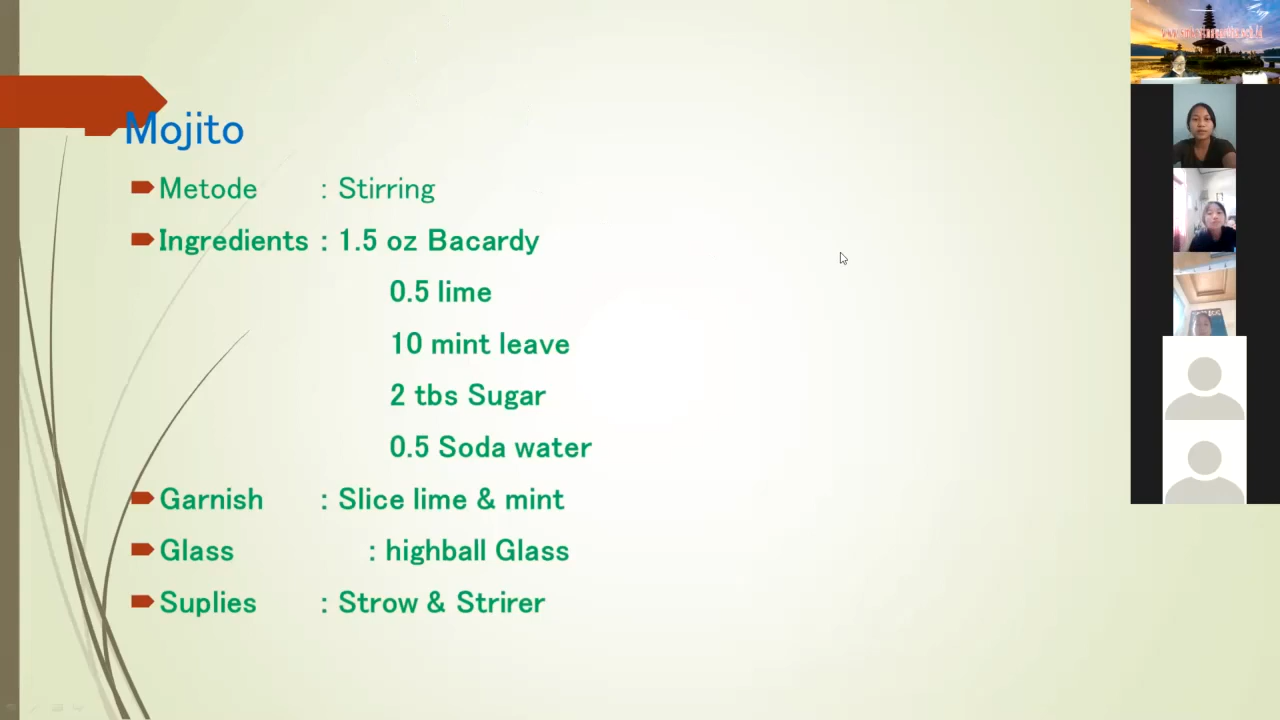 Mojito
Metode : Stirring
Ingredients : 1.5 oz Bacardy
0.5 lime
10 mint leave
2 tbs Sugar
0.5 Soda water
Garnish : Slice lime & mint
Glass : highball Glass
Suplies : Strow & Strirer